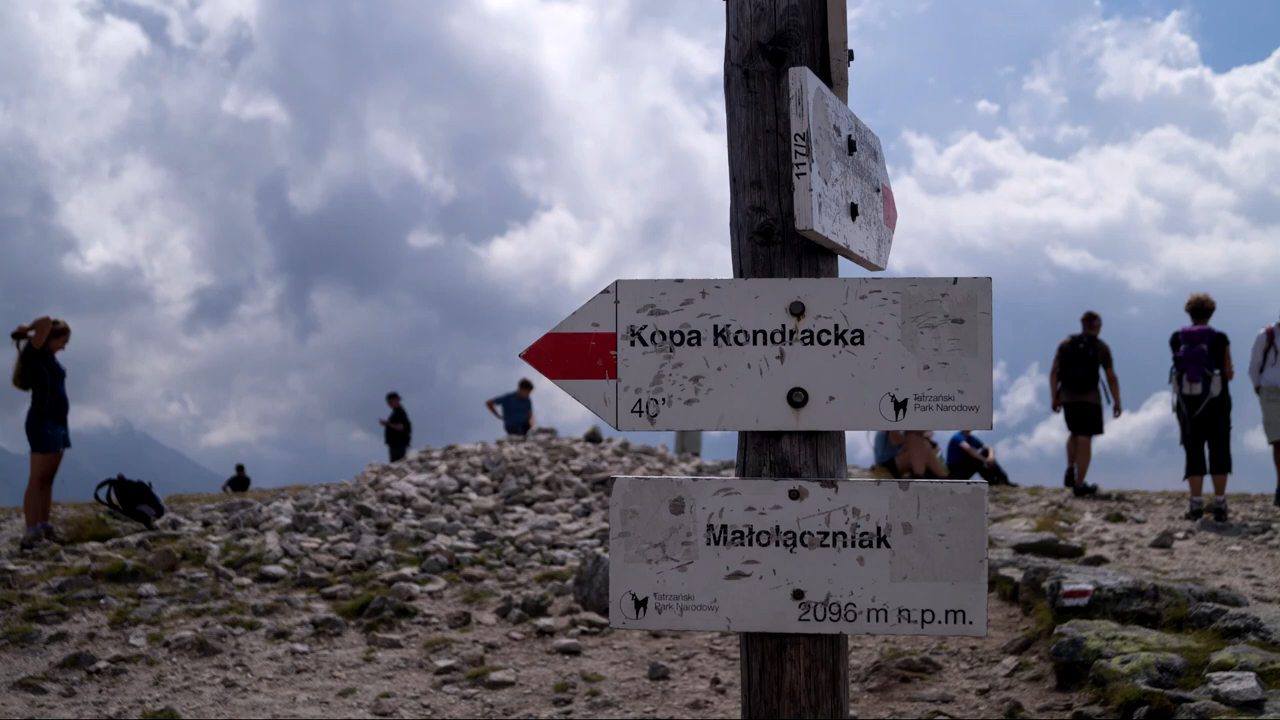 117/2
Kopa Kondracka
40'
Tatrzański
Park Narodowy
Małołączniak
Tatrzański
Park Narodowy
2096 m n.p.m.